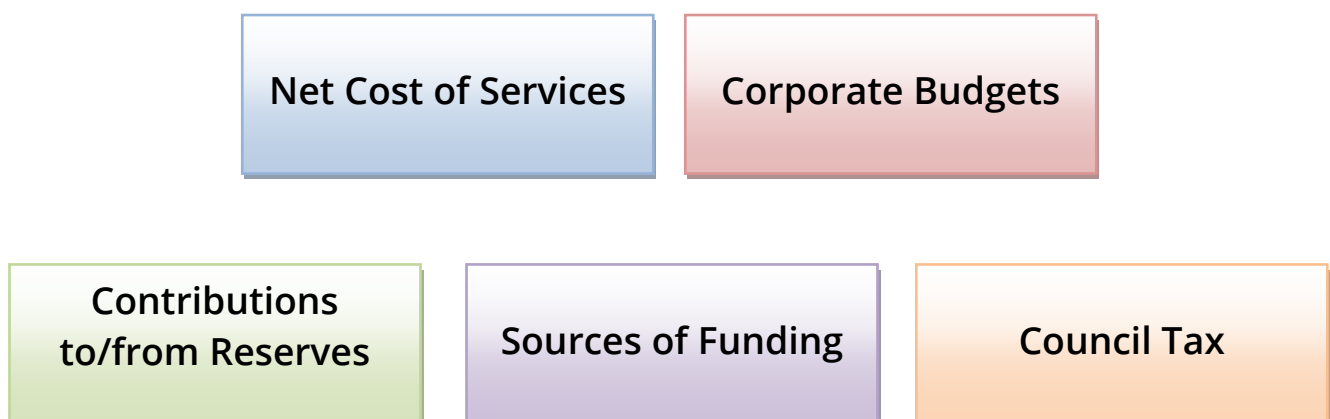 Net Cost of Services
Corporate Budgets
Contributions
to/from Reserves
Sources of Funding
Council Tax